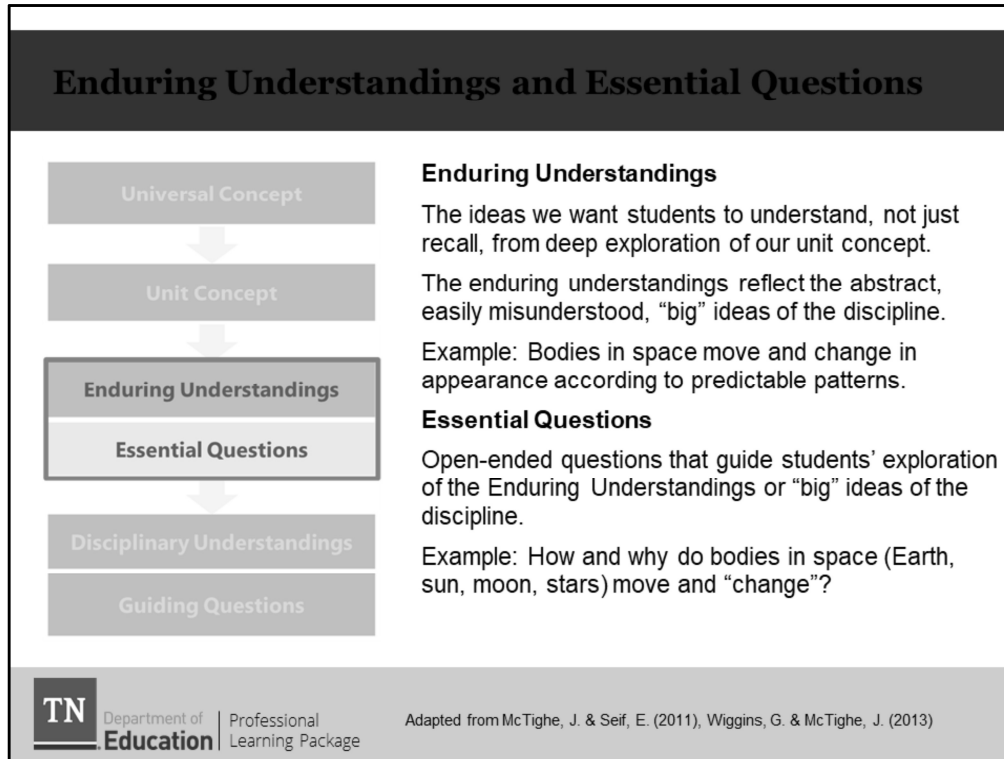 Enduring Understandings and Essential Questions
Universal Concept
Unit Concept
Enduring Understandings
Essential Questions
Disciplinary Understandings
Guiding Questions
Enduring Understandings
The ideas we want students to understand, not just
recall, from deep exploration of our unit concept.
The enduring understandings reflect the abstract,
easily misunderstood, “big” ideas of the discipline.
Example: Bodies in space move and change in
appearance according to predictable patterns.
Essential Questions
Open-ended questions that guide students’ exploration
of the Enduring Understandings or “big” ideas of the
discipline.
Example: How and why do bodies in space (Earth,
sun, moon, stars) move and “change”?
TN
Department of
Education
Professional
Learning Package
Adapted from McTighe, J. & Seif, E. (2011), Wiggins, G. & McTighe, J. (2013)